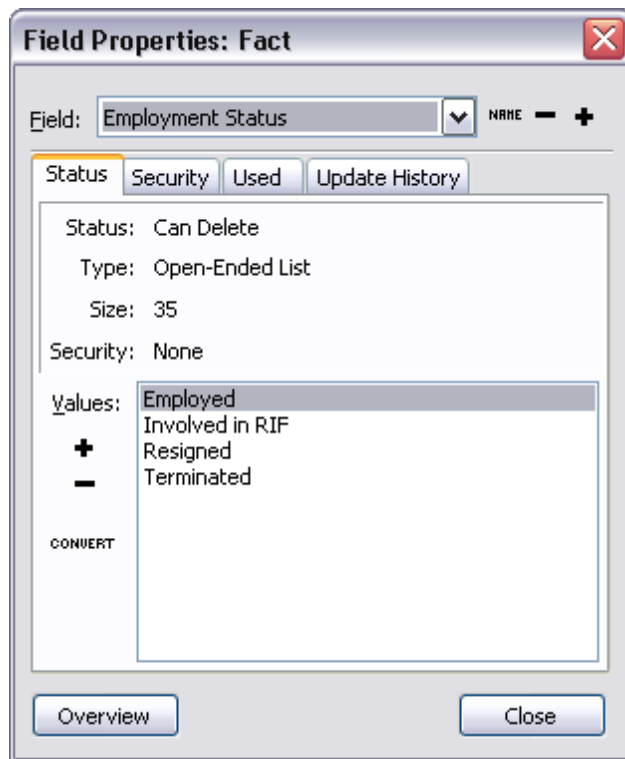 Field Properties: Fact
Field: Employment Status NAME
Status Security Used Update History
Status: Can Delete
Type: Open-Ended List
Size: 35
Security: None
Values: Employed
Involved in RIF
Resigned
Terminated
CONVERT
Overview Close